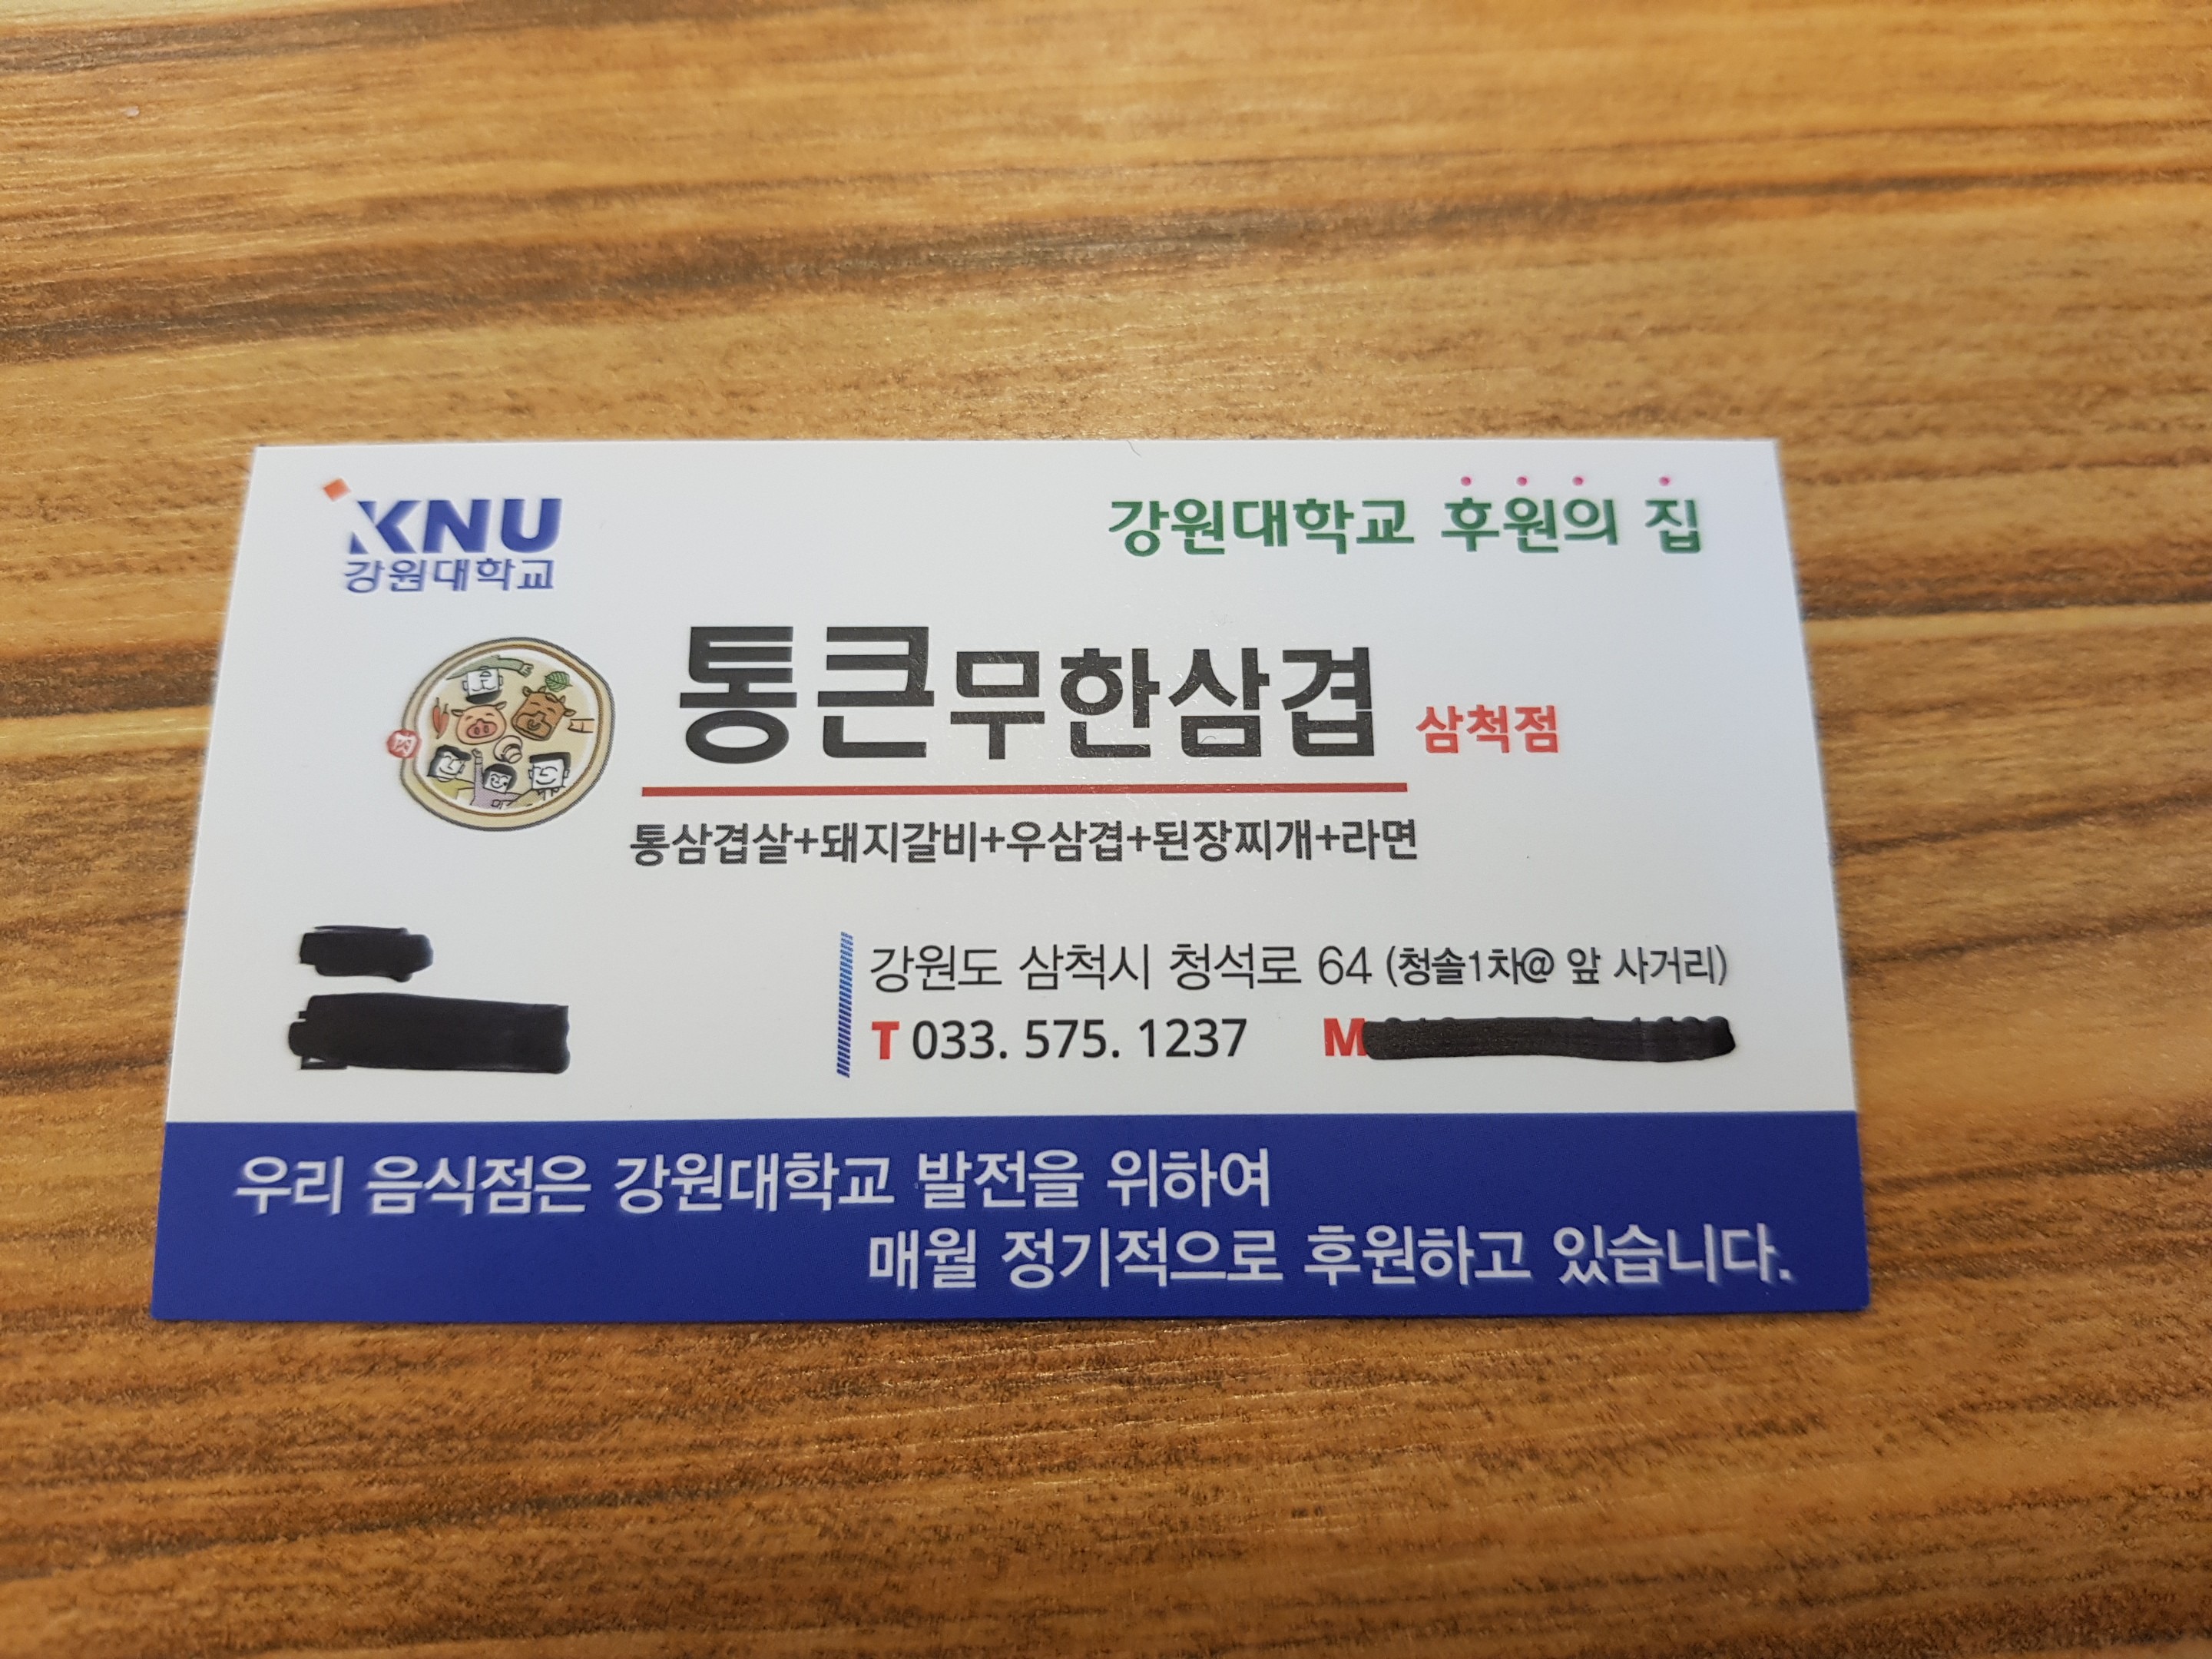 KNU
강원대학교
강원대학교 후원의 집
통큰무한삼겹 삼척점
통삼겹살+돼지갈비+우삼겹+된장찌개+라면
강원도 삼척시 청석로 64 (청솔1차@ 앞 사거리)
T 033. 575. 1237 M
우리 음식점은 강원대학교 발전을 위하여
매월 정기적으로 후원하고 있습니다.